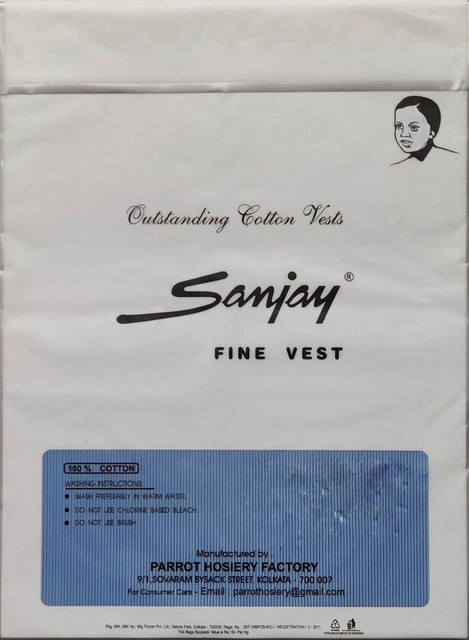 Outstanding Cotton Vests
Sanjay®
FINE VEST
100% COTTON
WASHING INSTRUCTIONS
● WASH PREFERABLY IN WARM WATER.
● DO NOT USE CHLORINE BASED BLEACH.
● DO NOT USE BRUSH
Manufactured by.
PARROT HOSIERY FACTORY
9/1,SOVARAM BYSACK STREET, KOLKATA - 700 007
For Consumer Care - Email : parrothosiery@gmail.com